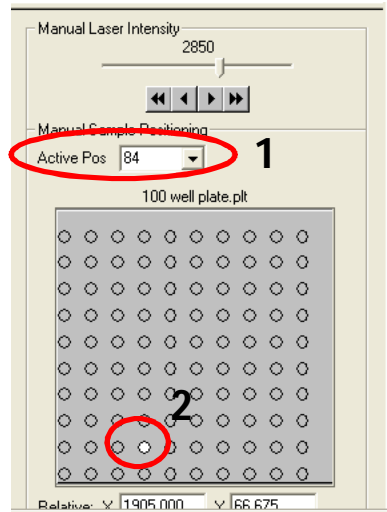 Manual Laser Intensity
2850
Manual Sample Positioning
Active Pos 84 1
100 well plate.plt
2
Relative: X 1905.000 Y 66.675